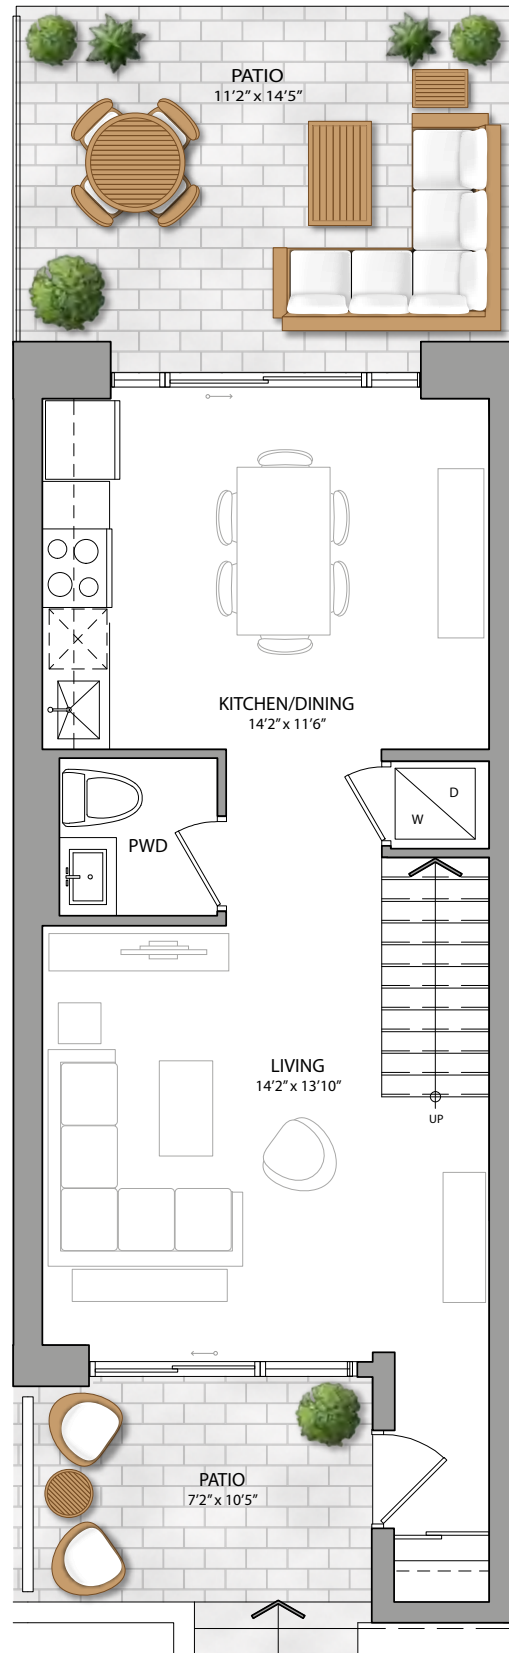 PATIO
11'2" x 14'5"
KITCHEN/DINING
14'2" x 11'6"
D
W
PWD
LIVING
14'2" x 13'10"
UP
PATIO
7'2" x 10'5"